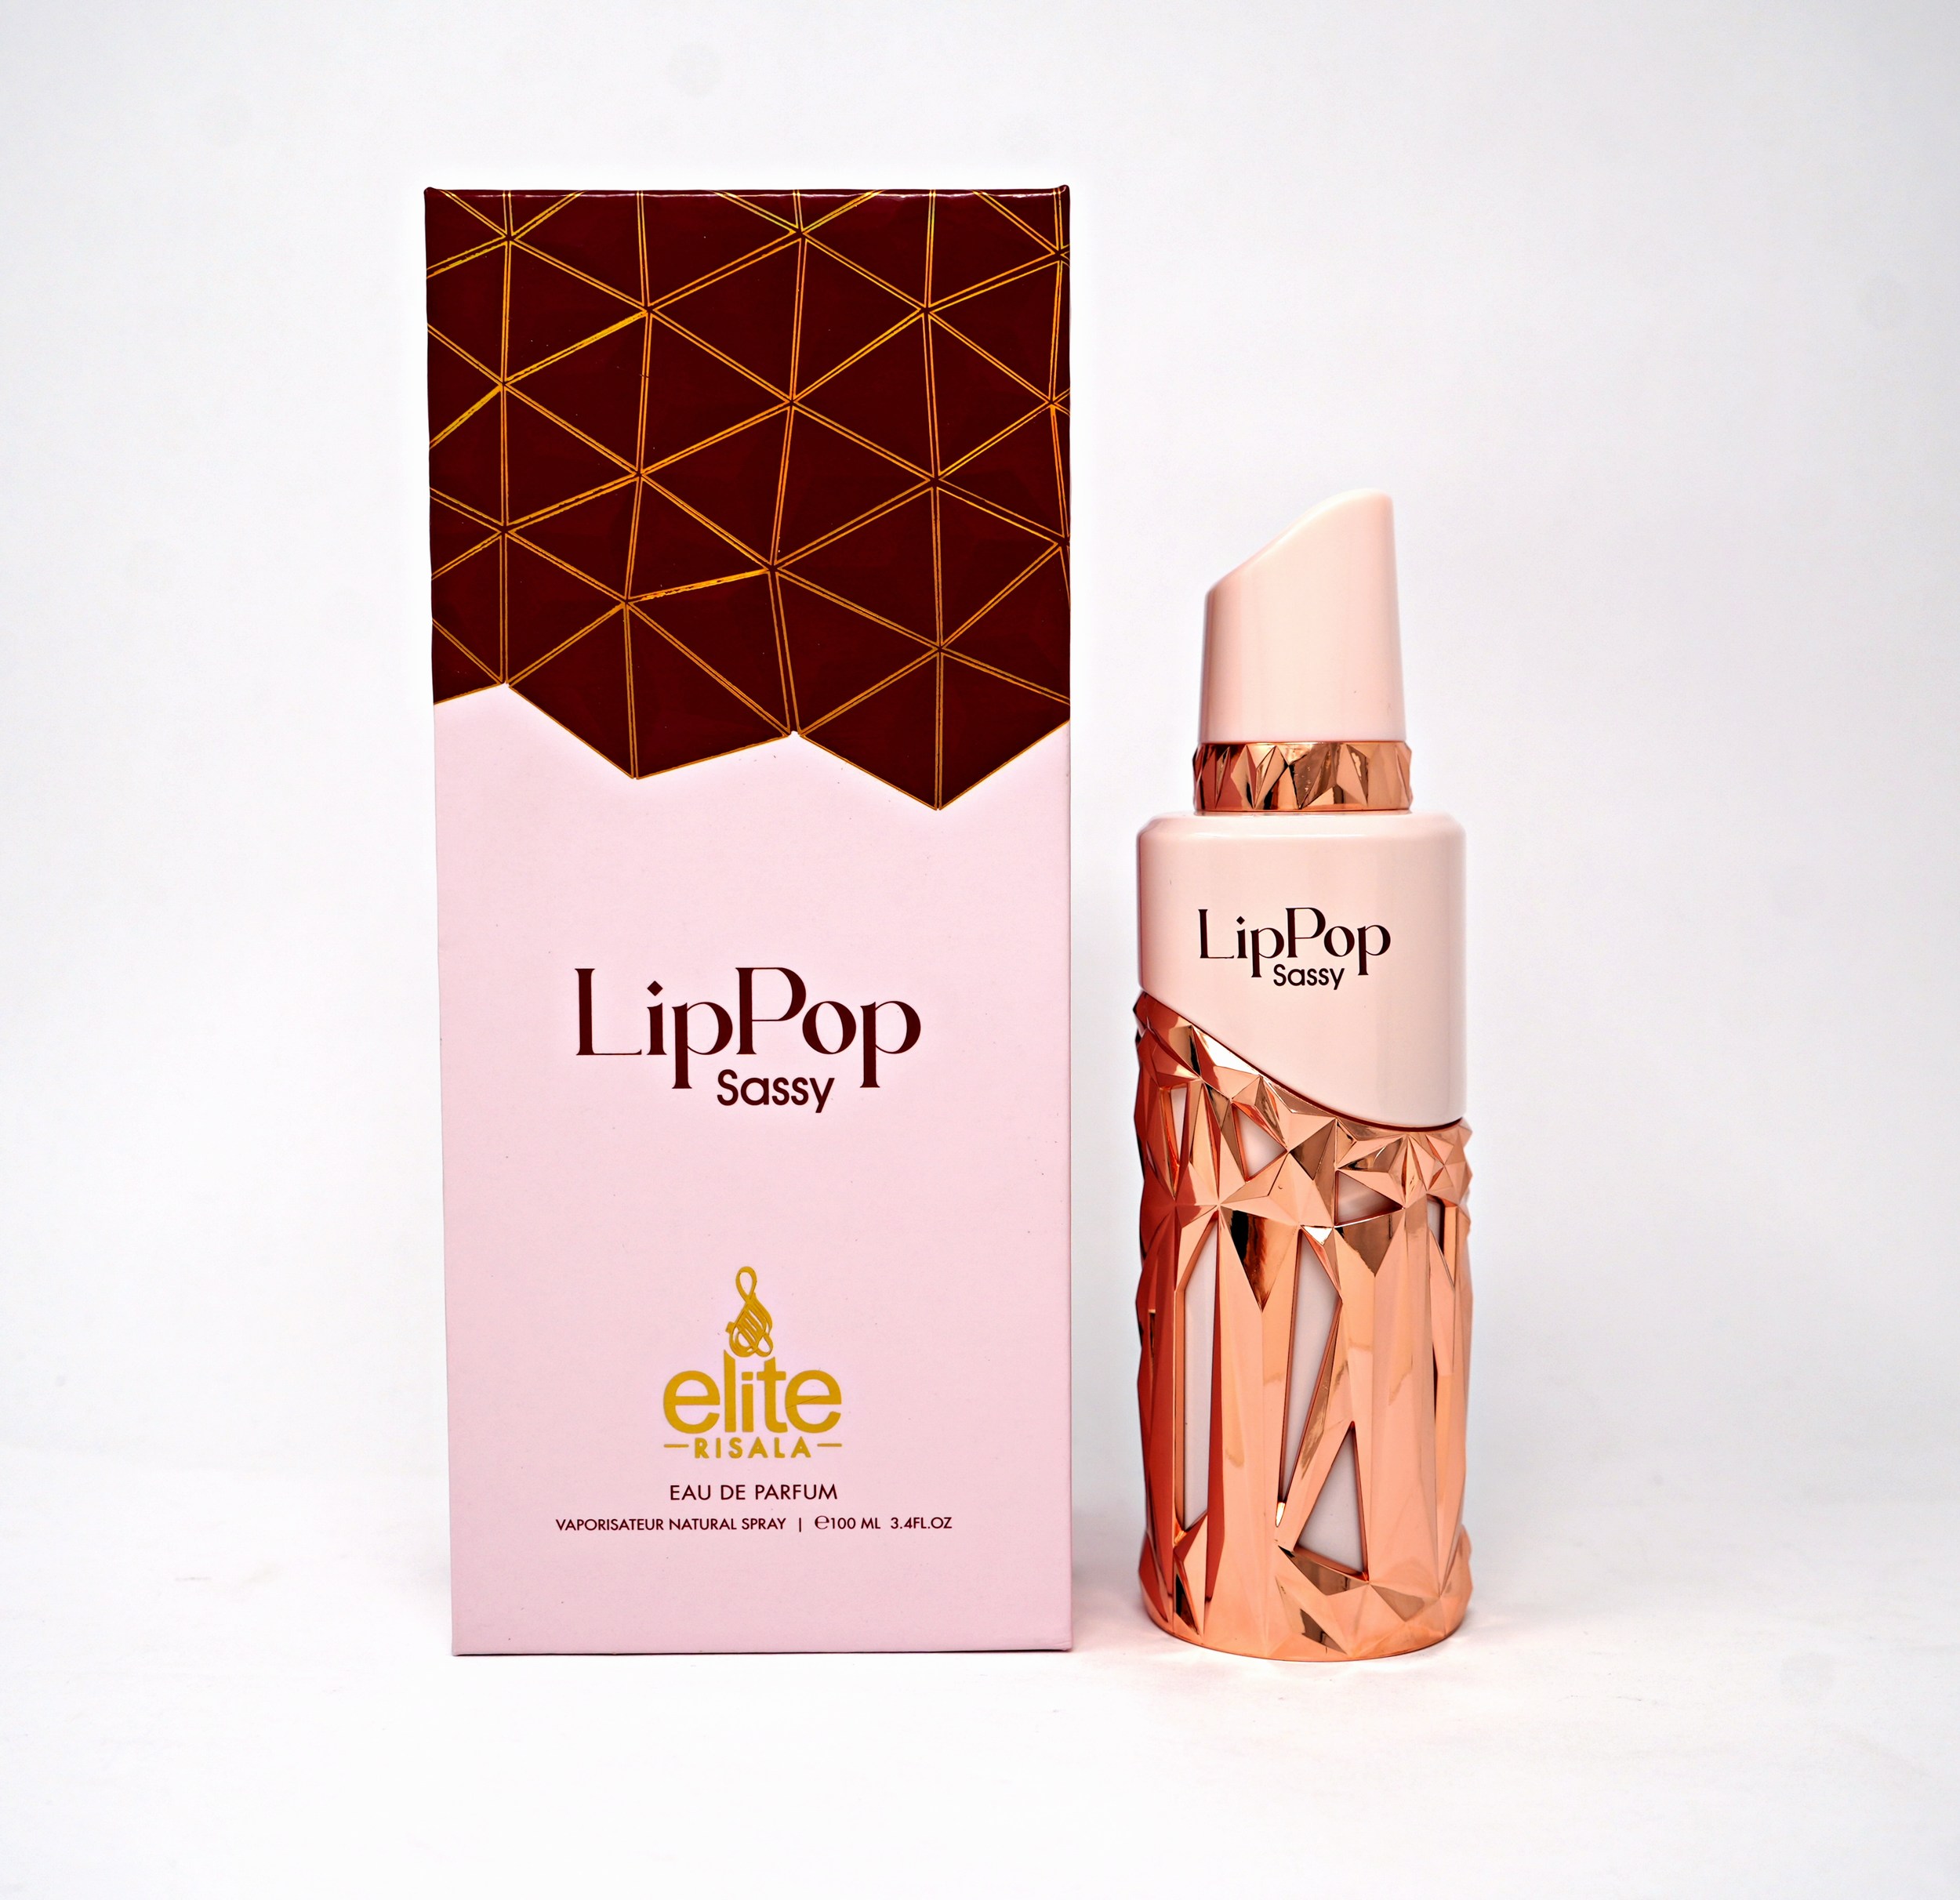 LipPop
Sassy
elite
RISALA
EAU DE PARFUM
VAPORISATEUR NATURAL SPRAY | ℮100 ML 3.4FL.OZ
LipPop
Sassy